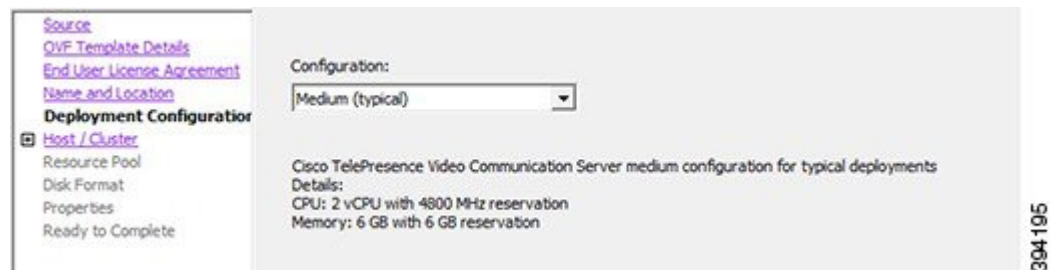 Source
OVF Template Details
End User License Agreement
Name and Location
Deployment Configuration
Host / Cluster
Resource Pool
Disk Format
Properties
Ready to Complete
Configuration:
Medium (typical)
Cisco TelePresence Video Communication Server medium configuration for typical deployments
Details:
CPU: 2 vCPU with 4800 MHz reservation
Memory: 6 GB with 6 GB reservation
394195